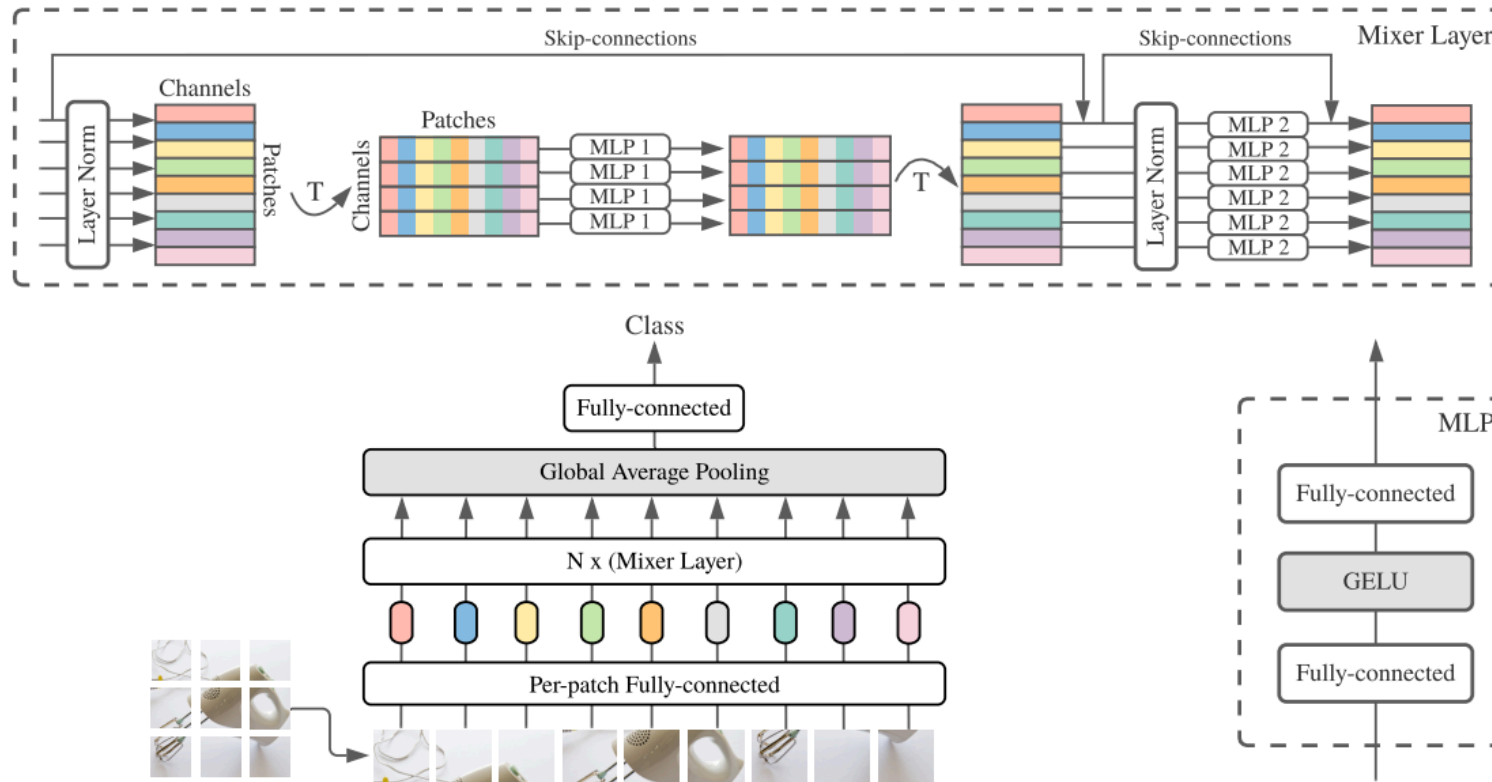 Skip-connections
Skip-connections
Mixer Layer
Channels
Layer Norm
Patches
T
Patches
Channels
MLP 1
MLP 1
MLP 1
MLP 1
T
Layer Norm
MLP 2
MLP 2
MLP 2
MLP 2
MLP 2
MLP 2
Class
Fully-connected
Global Average Pooling
N x (Mixer Layer)
Per-patch Fully-connected
MLP
Fully-connected
GELU
Fully-connected